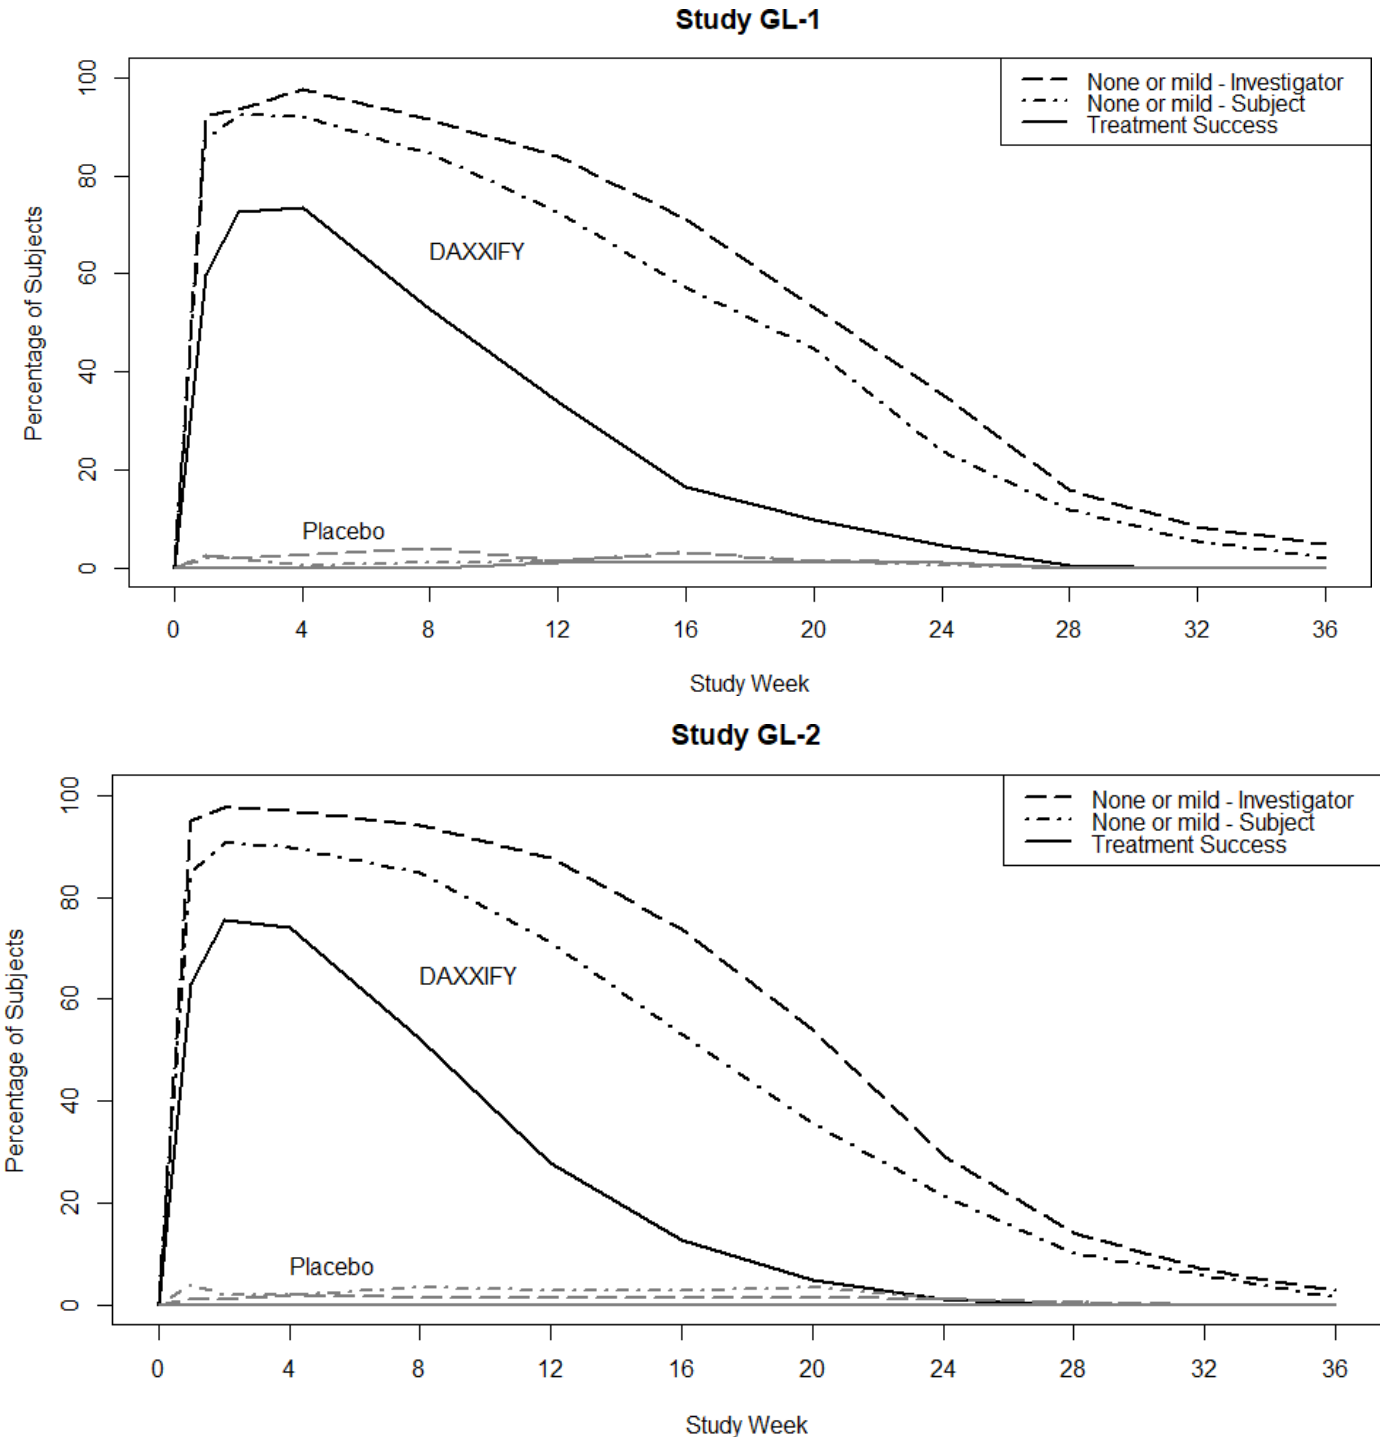 Study GL-1
None or mild - Investigator
None or mild - Subject
Treatment Success
100
80
60
40
20
0
Percentage of Subjects
DAXXIFY
Placebo
0 4 8 12 16 20 24 28 32 36
Study Week
Study GL-2
None or mild - Investigator
None or mild - Subject
Treatment Success
100
80
60
40
20
0
Percentage of Subjects
DAXXIFY
Placebo
0 4 8 12 16 20 24 28 32 36
Study Week